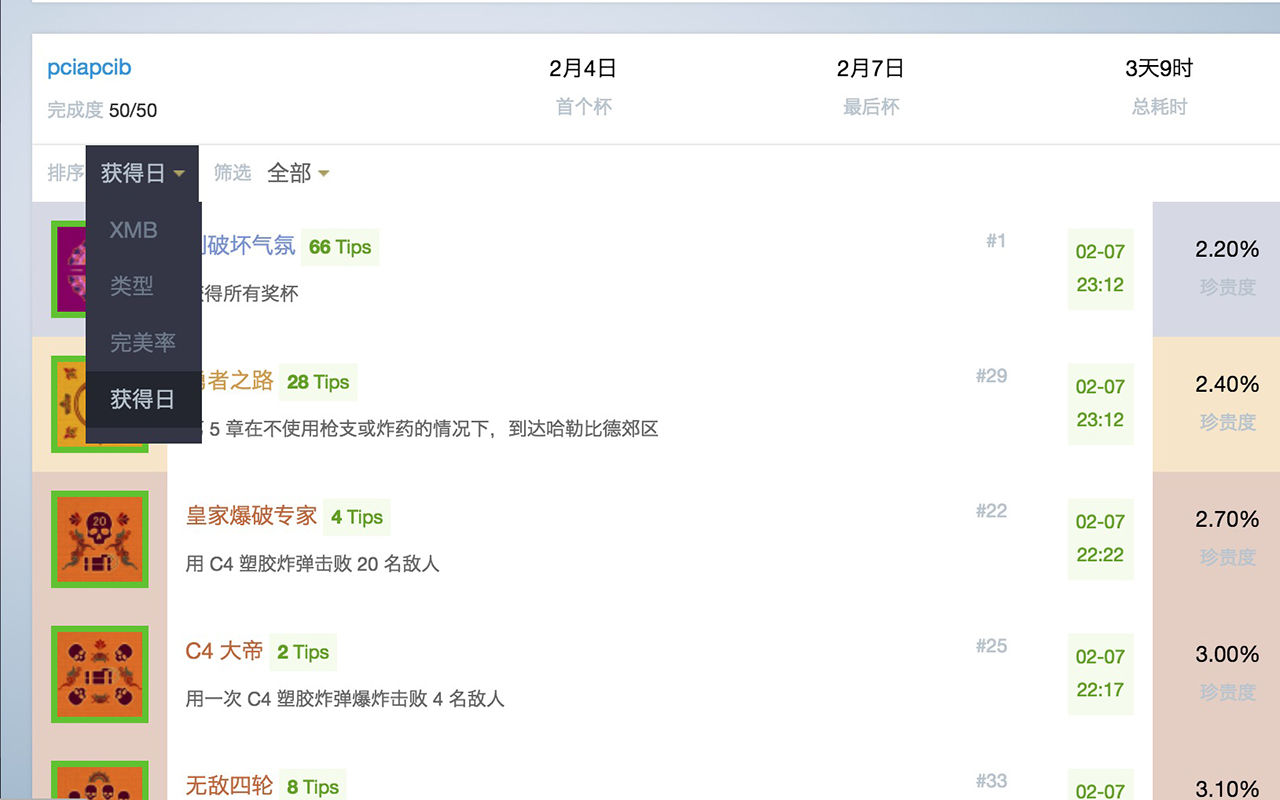 pciapcib
完成度 50/50
2月4日
首个杯
2月7日
最后杯
3天9时
总耗时
排序 获得日 筛选 全部
XMB
类型
完美率
获得日
破坏气氛 66 Tips
得所有奖杯
#1
02-07
23:12
2.20%
珍贵度
者之路 28 Tips
5 章在不使用枪支或炸药的情况下，到达哈勒比德郊区
#29
02-07
23:12
2.40%
珍贵度
20
皇家爆破专家 4 Tips
用 C4 塑胶炸弹击败 20 名敌人
#22
02-07
22:22
2.70%
珍贵度
C4 大帝 2 Tips
用一次 C4 塑胶炸弹爆炸击败 4 名敌人
#25
02-07
22:17
3.00%
珍贵度
无敌四轮 8 Tips
#33
02-07
3.10%